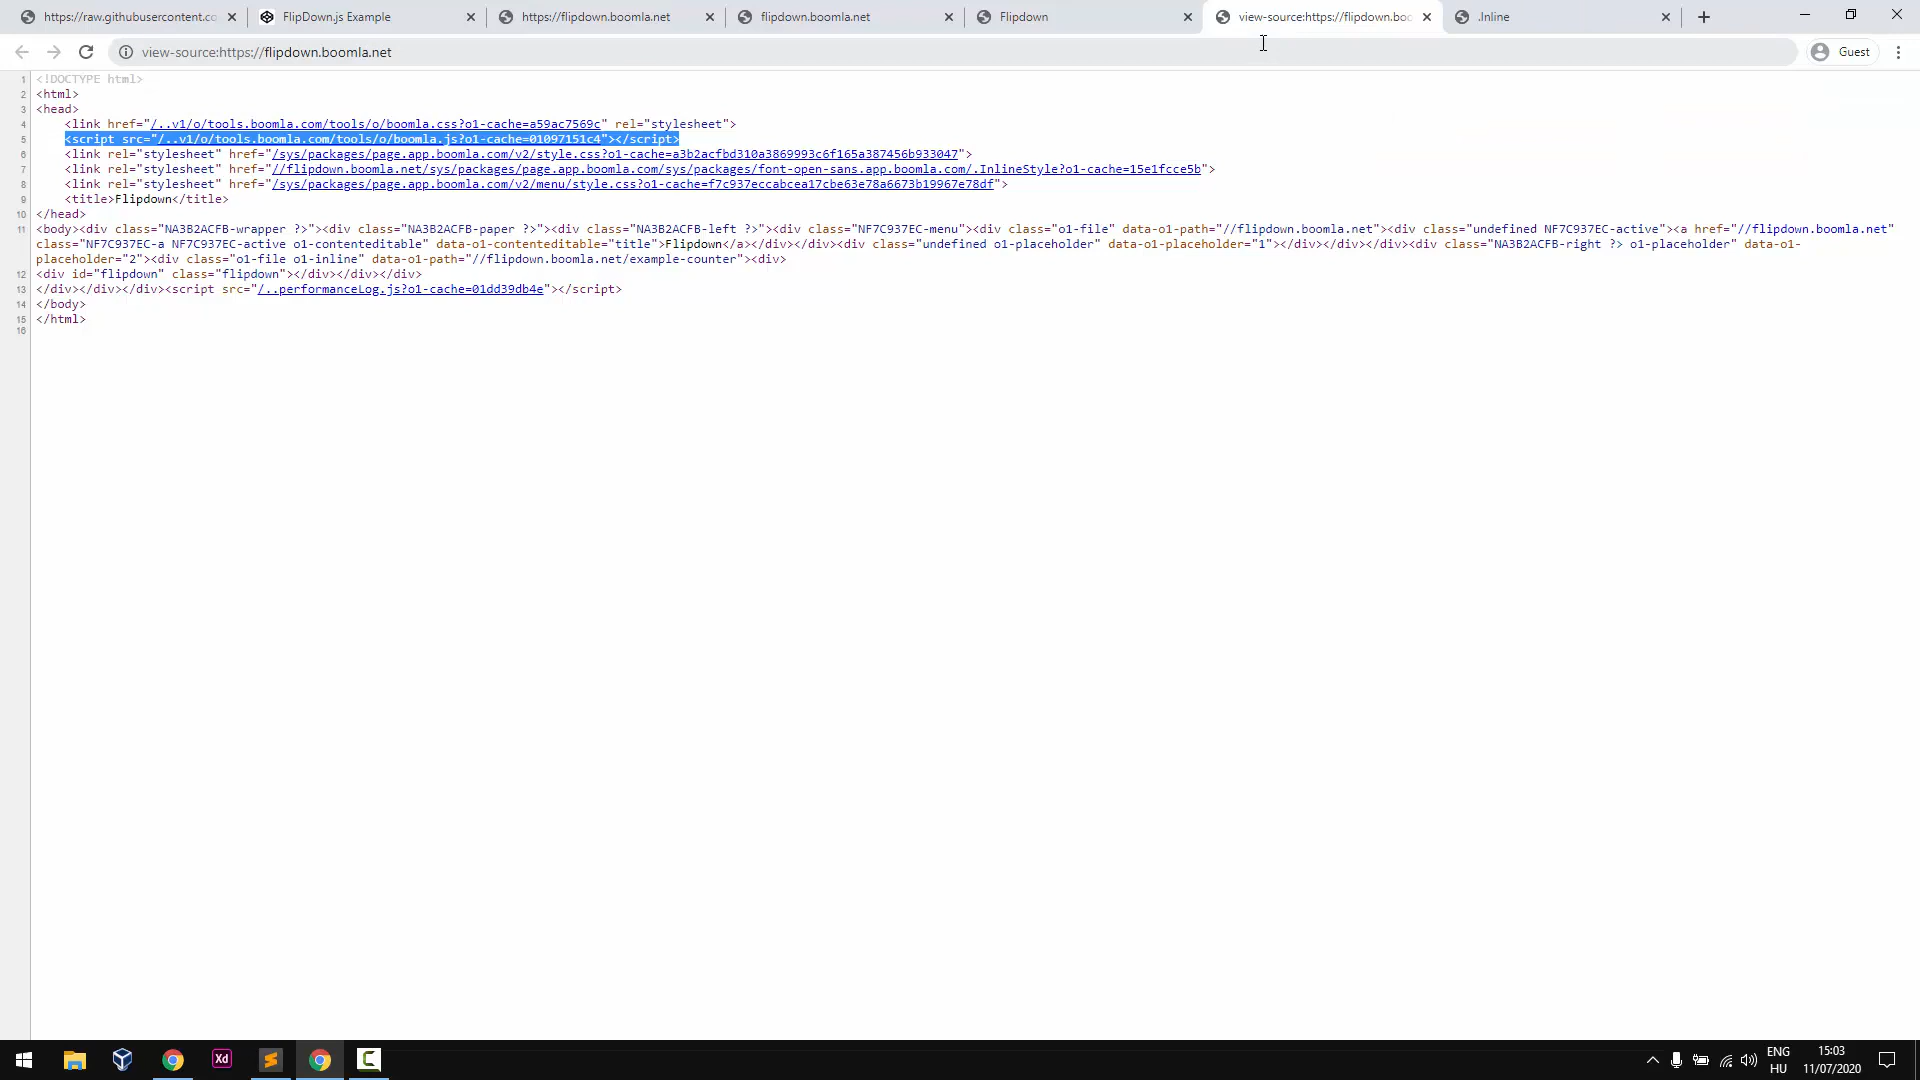 https://raw.githubusercontent.co
FlipDown.js Example
https://flipdown.boomla.net
flipdown.boomla.net
Flipdown
view-source:https://flipdown.boo
.Inline
view-source:https://flipdown.boomla.net
Guest
1 <!DOCTYPE html>
2 <html>
3 <head>
4 <link href="/..v1/o/tools.boomla.com/tools/o/boomla.css?o1-cache=a59ac7569c" rel="stylesheet">
5 <script src="/..v1/o/tools.boomla.com/tools/o/boomla.js?o1-cache=01097151c4"></script>
6 <link rel="stylesheet" href="/sys/packages/page.app.boomla.com/v2/style.css?o1-cache=a3b2acfbd310a3869993c6f165a387456b933047">
7 <link rel="stylesheet" href="//flipdown.boomla.net/sys/packages/page.app.boomla.com/sys/packages/font-open-sans.app.boomla.com/.InlineStyle?o1-cache=15e1fcce5b">
8 <link rel="stylesheet" href="/sys/packages/page.app.boomla.com/v2/menu/style.css?o1-cache=f7c937eccabcea17cbe63e78a6673b19967e78df">
9 <title>Flipdown</title>
10 </head>
11 <body><div class="NA3B2ACFB-wrapper ?>"><div class="NA3B2ACFB-paper ?>"><div class="NA3B2ACFB-left ?>"><div class="NF7C937EC-menu"><div class="o1-file" data-o1-path="//flipdown.boomla.net"><div class="undefined NF7C937EC-active"><a href="//flipdown.boomla.net"
class="NF7C937EC-a NF7C937EC-active o1-contenteditable" data-o1-contenteditable="title">Flipdown</a></div></div><div class="undefined o1-placeholder" data-o1-placeholder="1"></div></div></div><div class="NA3B2ACFB-right ?> o1-placeholder" data-o1-
placeholder="2"><div class="o1-file o1-inline" data-o1-path="//flipdown.boomla.net/example-counter"><div>
12 <div id="flipdown" class="flipdown"></div></div></div>
13 </div></div></div><script src="/..performanceLog.js?o1-cache=01dd39db4e"></script>
14 </body>
15 </html>
16
Xd
ENG
HU
15:03
11/07/2020